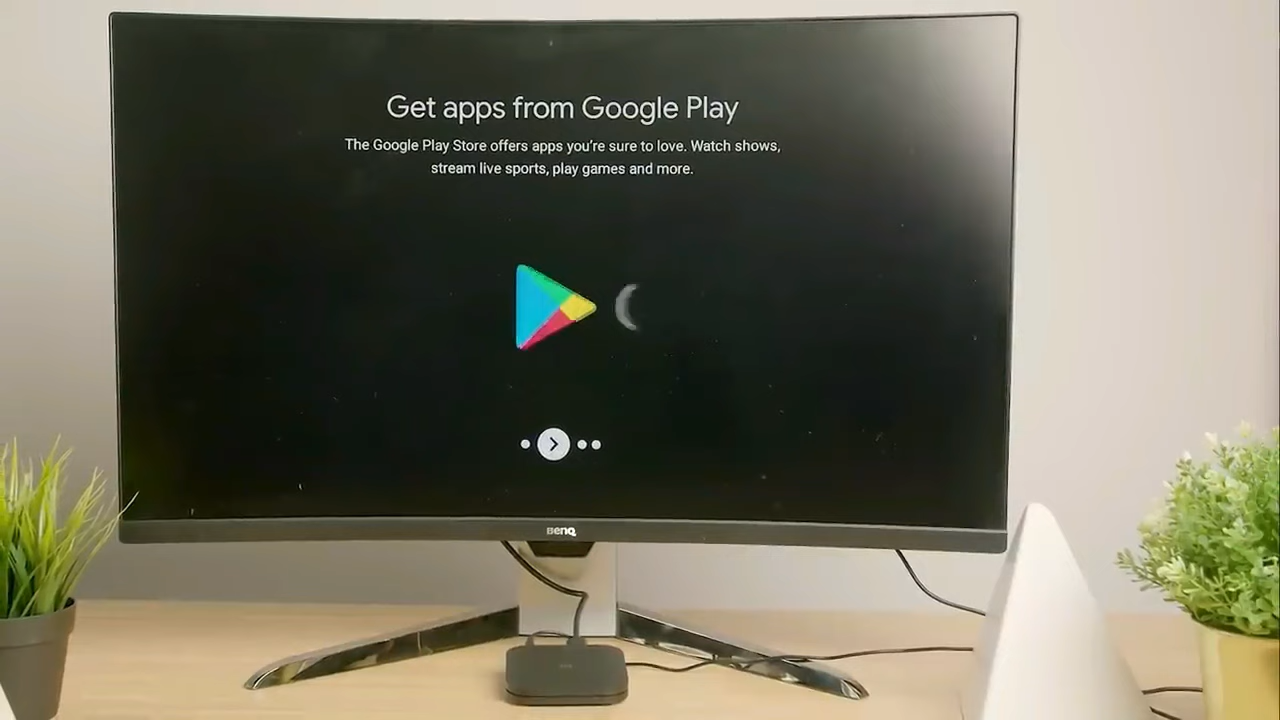 Get apps from Google Play
The Google Play Store offers apps you're sure to love. Watch shows,
stream live sports, play games and more.
BenQ